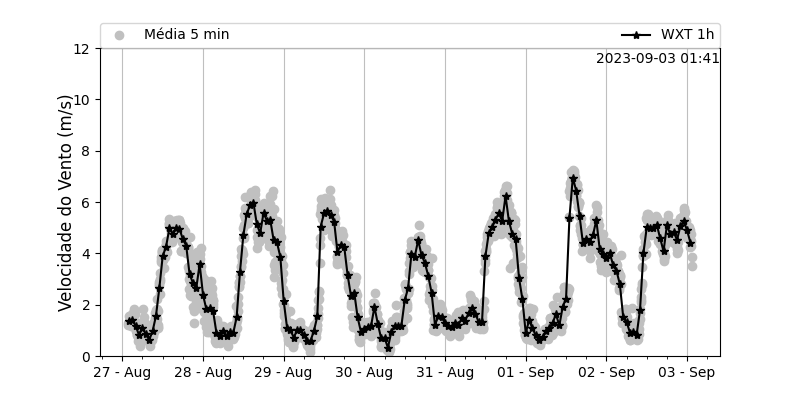 Média 5 min
WXT 1h
2023-09-03 01:41
Velocidade do Vento (m/s)
12
10
8
6
4
2
0
27 - Aug
28 - Aug
29 - Aug
30 - Aug
31 - Aug
01 - Sep
02 - Sep
03 - Sep